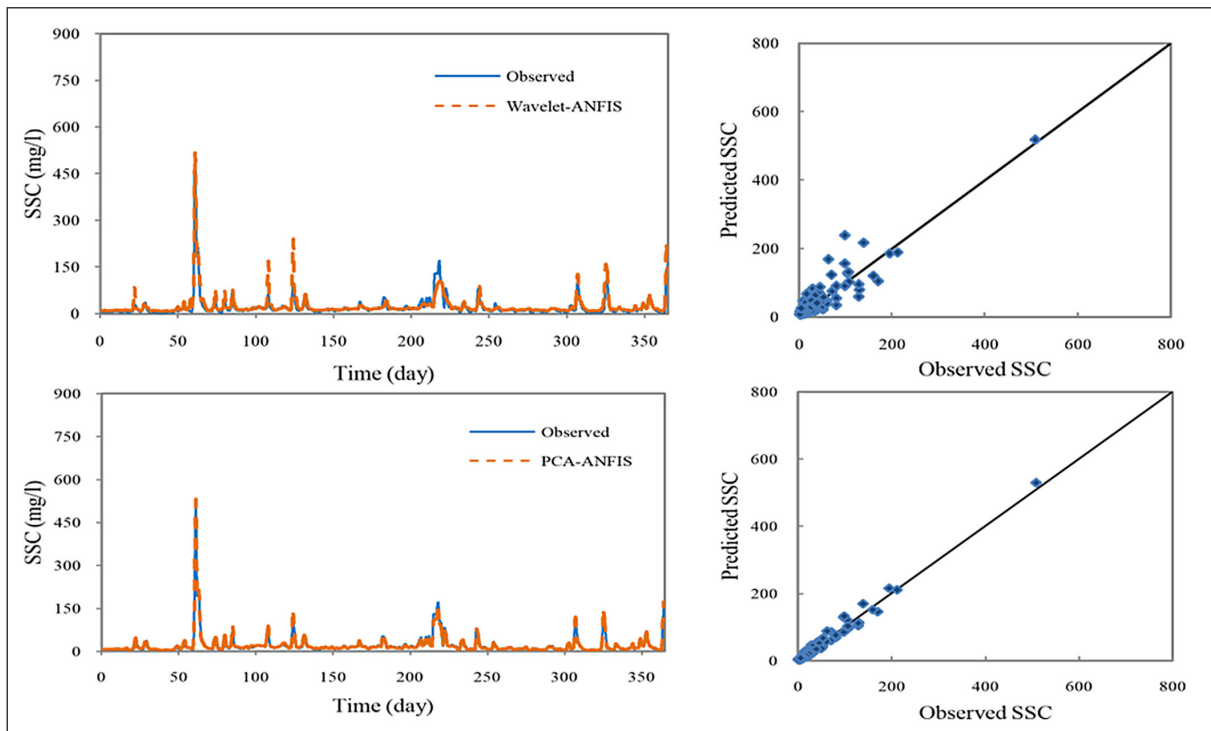 900
750
600
450
300
150
0
SSC (mg/l)
Observed
Wavelet-ANFIS
0 50 100 150 200 250 300 350
Time (day)
800
600
400
200
0
Predicted SSC
0 200 400 600 800
Observed SSC
900
750
600
450
300
150
0
SSC (mg/l)
Observed
PCA-ANFIS
0 50 100 150 200 250 300 350
Time (day)
800
600
400
200
0
Predicted SSC
0 200 400 600 800
Observed SSC